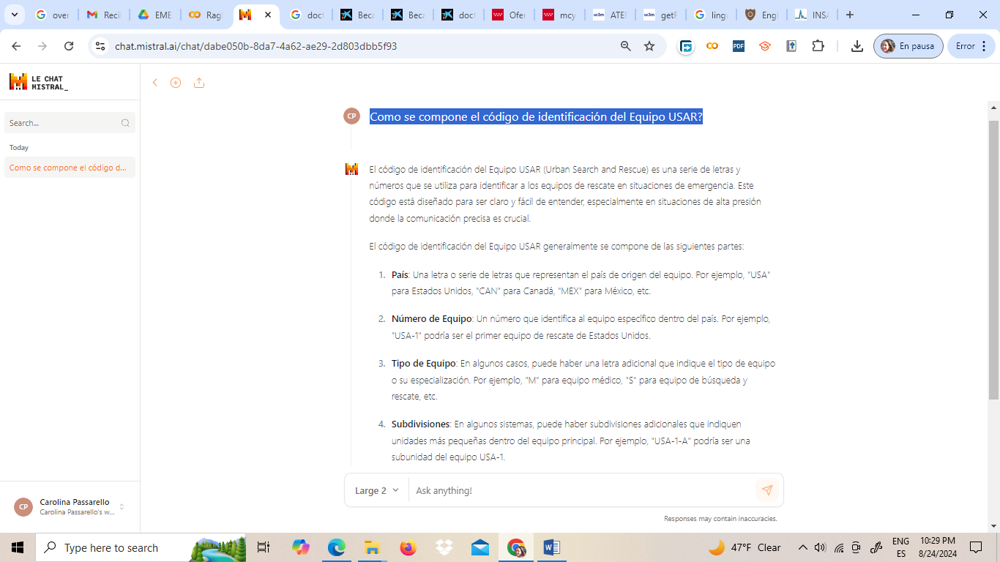 over
Reci
EME
Rag
doct
Beca
Beca
doct
Ofer
mcy
ATE
getF
ling
Engl
INSA
chat.mistral.ai/chat/dabe050b-8da7-4a62-ae29-2d803dbb5f93
PDF
En pausa
Error
LE CHAT
MISTRAL_
Search...
Today
Como se compone el código d...
CP
Como se compone el código de identificación del Equipo USAR?
El código de identificación del Equipo USAR (Urban Search and Rescue) es una serie de letras y
números que se utiliza para identificar a los equipos de rescate en situaciones de emergencia. Este
código está diseñado para ser claro y fácil de entender, especialmente en situaciones de alta presión
donde la comunicación precisa es crucial.
El código de identificación del Equipo USAR generalmente se compone de las siguientes partes:
1. País: Una letra o serie de letras que representan el país de origen del equipo. Por ejemplo, "USA"
para Estados Unidos, "CAN" para Canadá, "MEX" para México, etc.
2. Número de Equipo: Un número que identifica al equipo específico dentro del país. Por ejemplo,
"USA-1" podría ser el primer equipo de rescate de Estados Unidos.
3. Tipo de Equipo: En algunos casos, puede haber una letra adicional que indique el tipo de equipo
o su especialización. Por ejemplo, "M" para equipo médico, "S" para equipo de búsqueda y
rescate, etc.
4. Subdivisiones: En algunos sistemas, puede haber subdivisiones adicionales que indiquen
unidades más pequeñas dentro del equipo principal. Por ejemplo, "USA-1-A" podría ser una
subunidad del equipo USA-1.
Large 2
Ask anything!
Responses may contain inaccuracies.
CP
Carolina Passarello
Carolina Passarello's w...
Type here to search
47°F Clear
ENG
ES
10:29 PM
8/24/2024